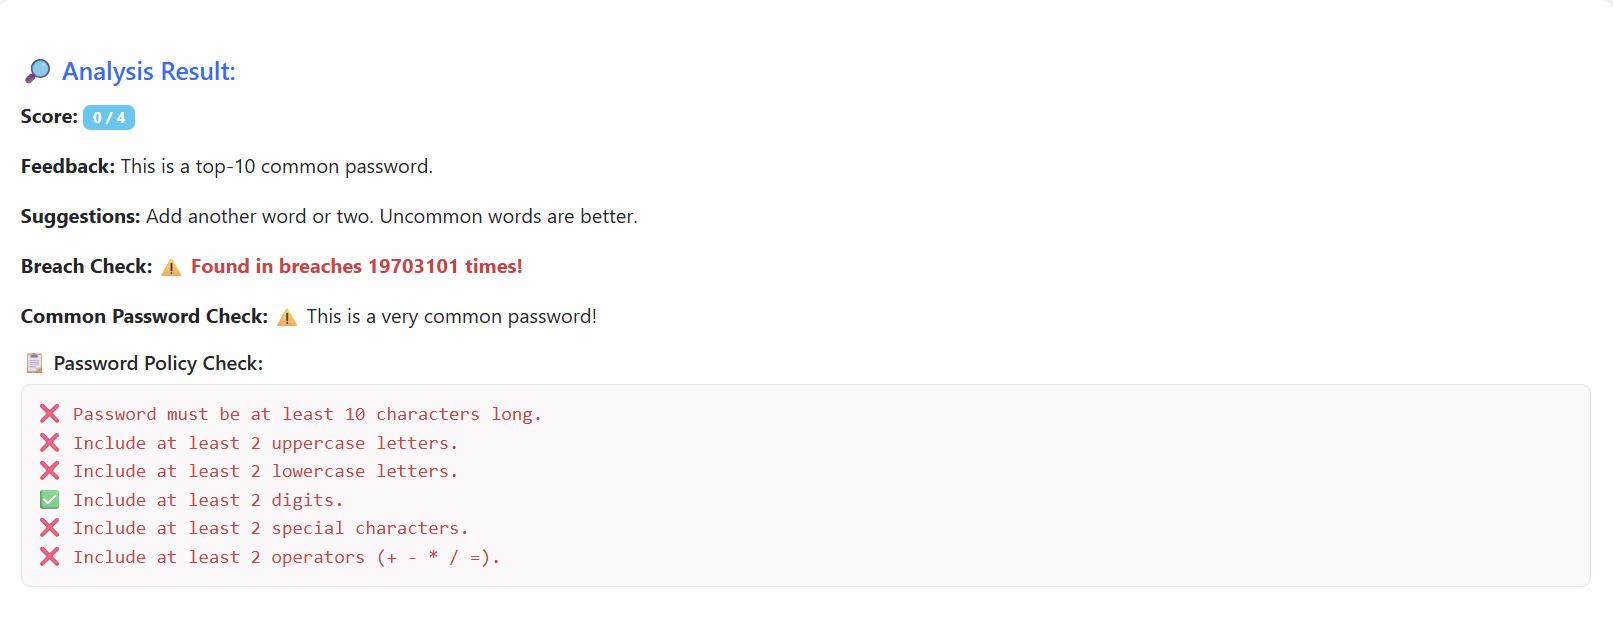 🔎 Analysis Result:
Score: 0 / 4
Feedback: This is a top-10 common password.
Suggestions: Add another word or two. Uncommon words are better.
Breach Check: ⚠️ Found in breaches 19703101 times!
Common Password Check: ⚠️ This is a very common password!
📋 Password Policy Check:
❌ Password must be at least 10 characters long.
❌ Include at least 2 uppercase letters.
❌ Include at least 2 lowercase letters.
✅ Include at least 2 digits.
❌ Include at least 2 special characters.
❌ Include at least 2 operators (+ - * / =).